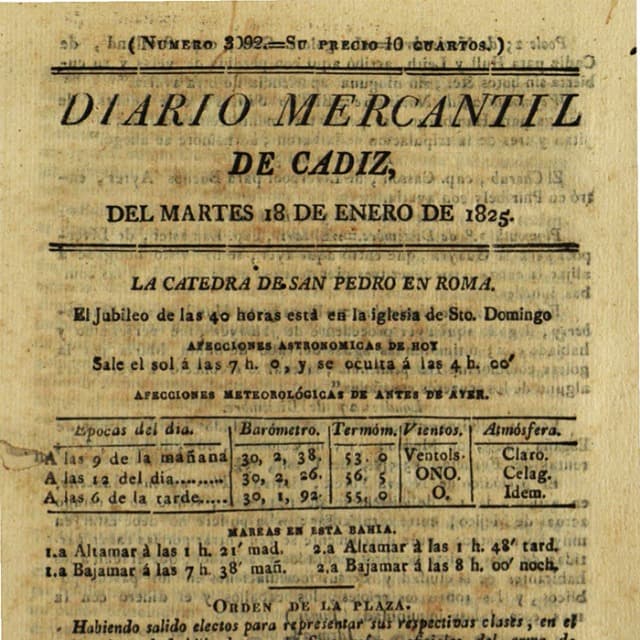 ( NUMERO 3092.=SU PRECIO 10 CUARTOS. )
DIARIO MERCANTIL
DE CADIZ,
DEL MARTES 18 DE ENERO DE 1825.
LA CATEDRA DE SAN PEDRO EN ROMA.
El Jubileo de las 40 horas está en la iglesia de Sto. Domingo
AFECCIONES ASTRONOMICAS DE HOY
Sale el sol á las 7 h. 0, y se oculta á las 4 h. 00'
AFECCIONES METEOROLÓGICAS DE ANTES DE AYER.
Epocas del dia. Barómetro. Termóm. Vientos. Atmósfera.
A las 9 de la mañana 30, 2, 38. 53. 0 Ventols. Claro.
A las 12 del dia........ 30, 2, 26. 56. 5 ONO. Celag.
A las 6 de la tarde..... 30, 1, 92. 55, 0 O. Idem.
MAREAS EN ESTA BAHIA.
1.a Altamar á las 1 h. 21' mad. 2.a Altamar á las 1 h. 48' tard.
1.a Bajamar á las 7 h. 38' mañ. 2.a Bajamar á las 8 h. 00' noch.
ORDEN DE LA PLAZA.
Habiendo salido electos para representar sus respectivas clases, en el